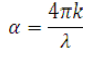 α = 4πk / λ